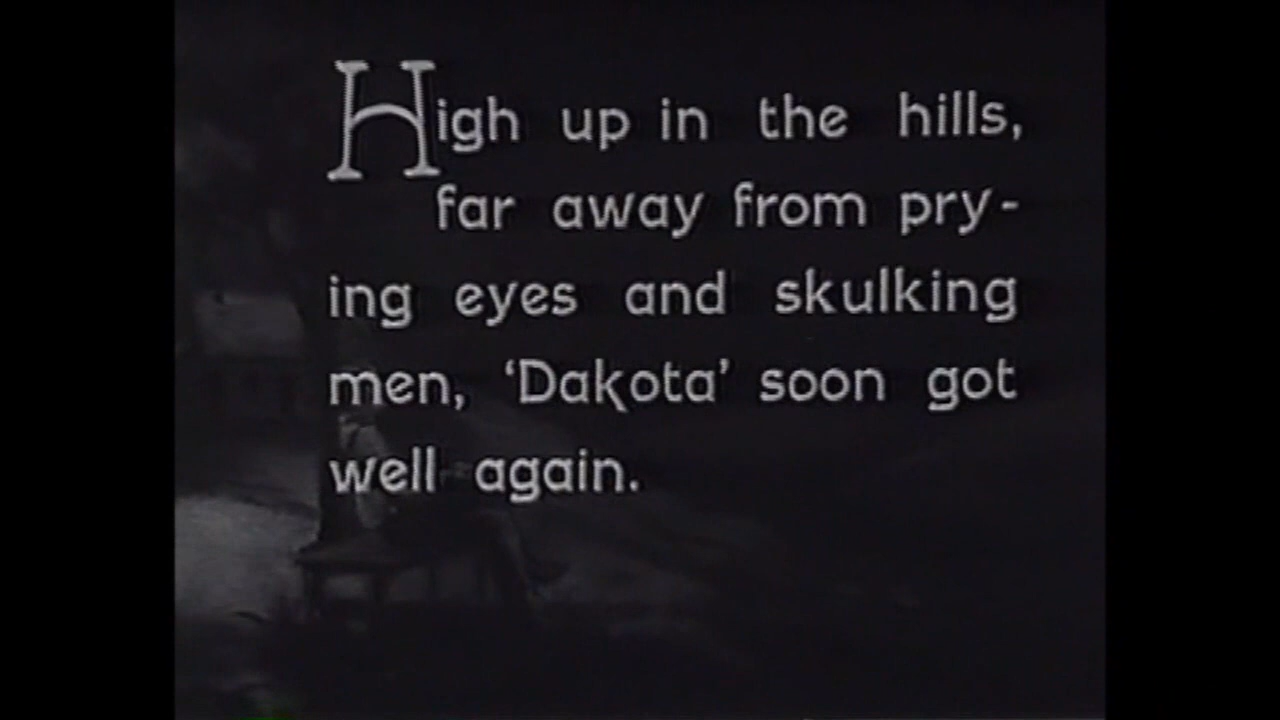 High up in the hills,
far away from pry-
ing eyes and skulking
men, ‘Dakota’ soon got
well again.